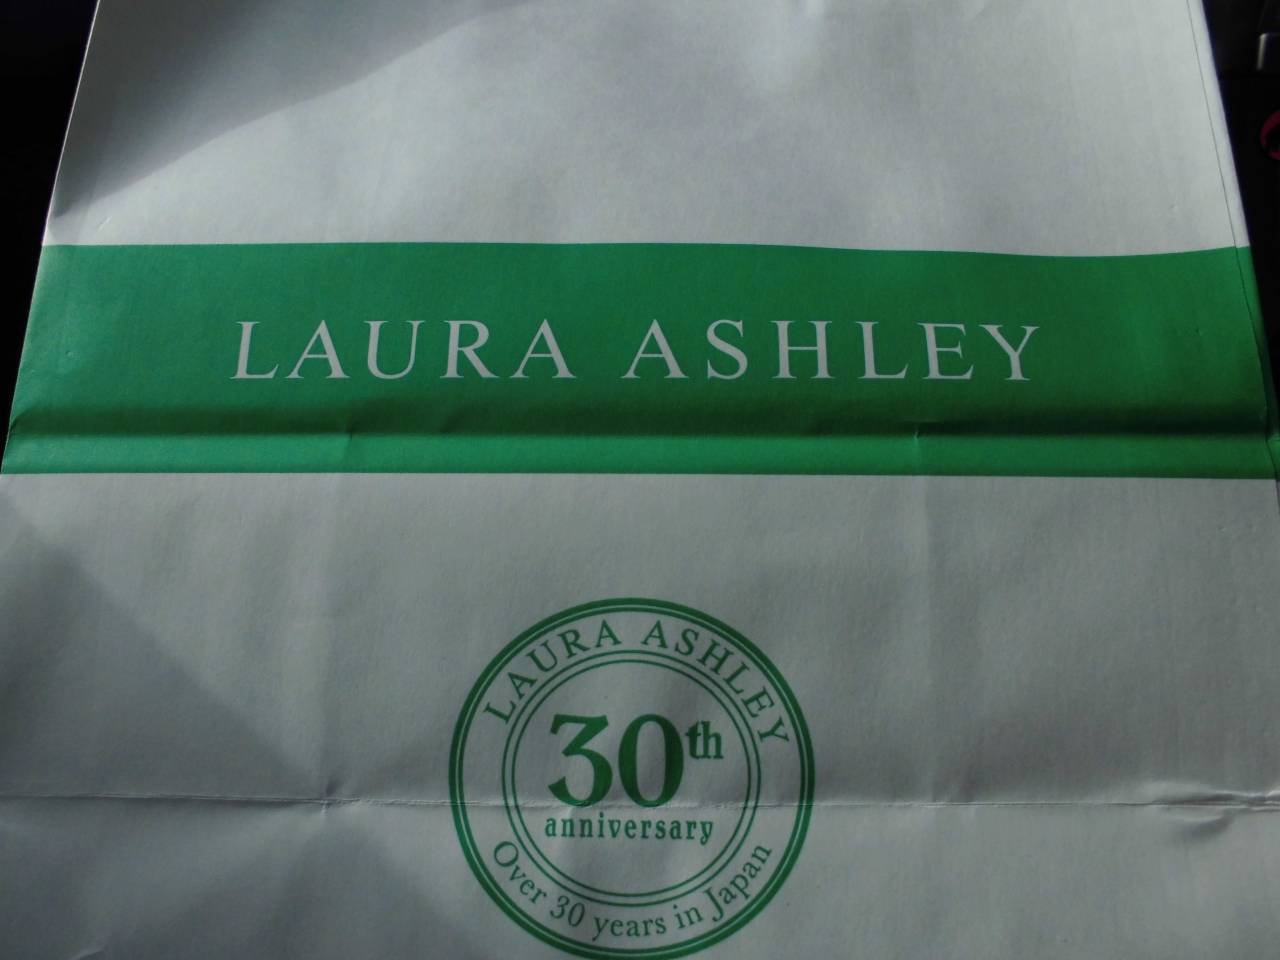 LAURA ASHLEY
LAURA ASHLEY
30th
anniversary
Over 30 years in Japan